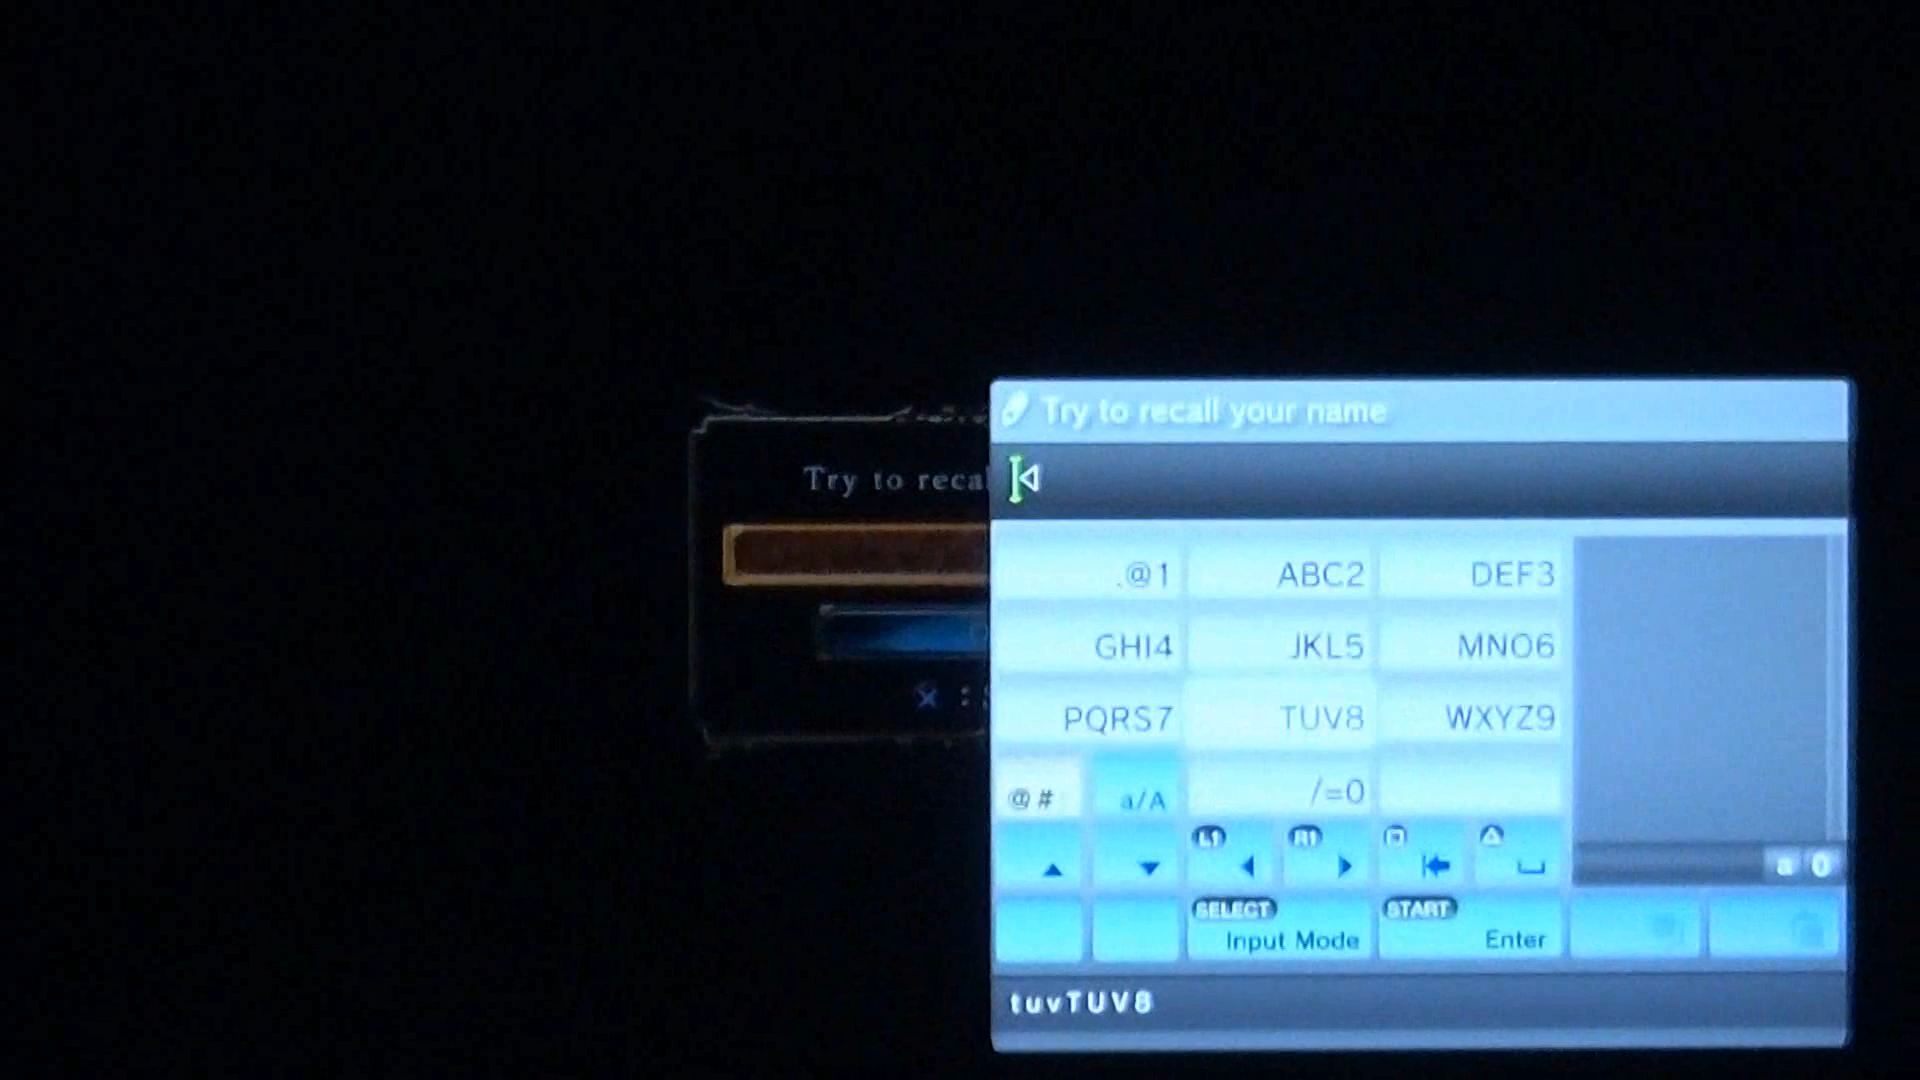 Try to recall your name
Try to recal
.@1 ABC2 DEF3
GHI4 JKL5 MNO6
PQRS7 TUV8 WXYZ9
@# a/A /=0
L1 R1
a 0
SELECT START
Input Mode Enter
tuvTUV8